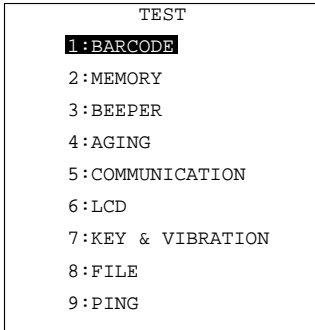 TEST
1:BARCODE
2:MEMORY
3:BEEPER
4:AGING
5:COMMUNICATION
6:LCD
7:KEY & VIBRATION
8:FILE
9:PING